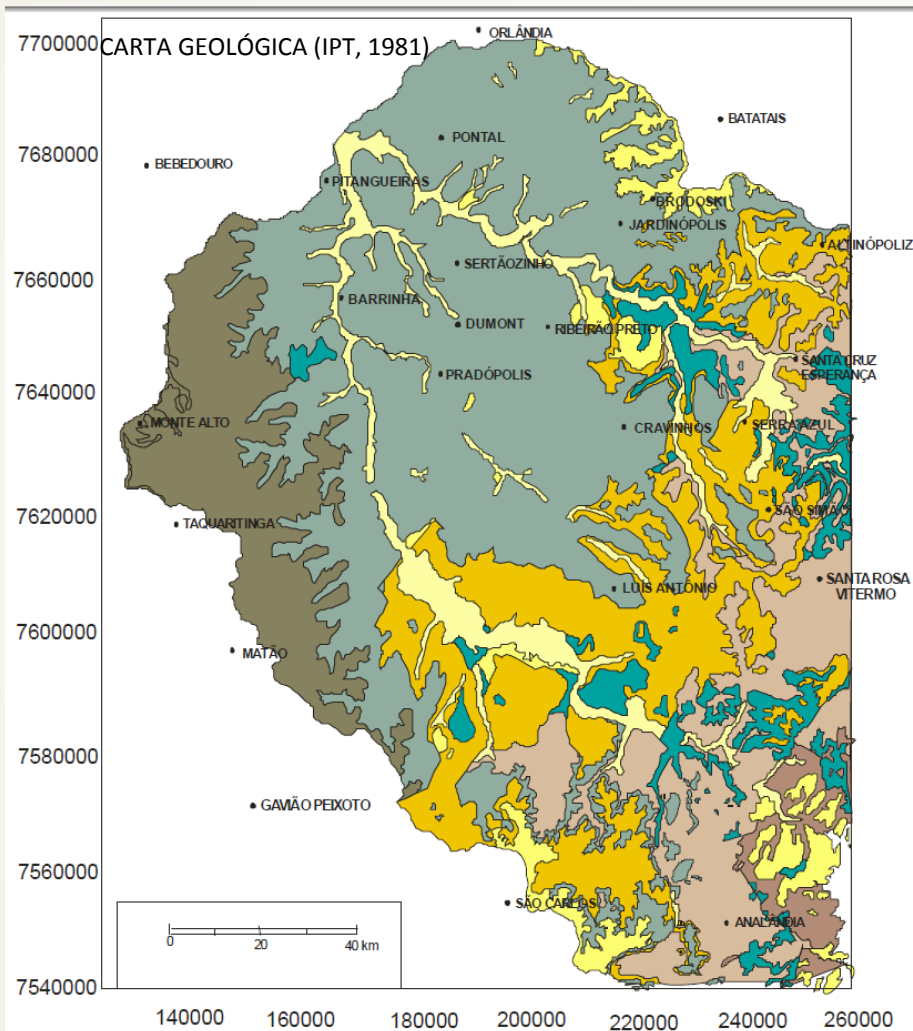 ORLÂNDIA
7700000
CARTA GEOLÓGICA (IPT, 1981)
BATATAIS
PONTAL
7680000
BEBEDOURO
PITANGUEIRAS
BRODOSKI
JARDINÓPOLIS
ALTINÓPOLIZ
7660000
SERTÃOZINHO
BARRINHA
DUMONT
RIBEIRÃO PRETO
SANTA CRUZ
ESPERANÇA
PRADÓPOLIS
7640000
MONTE ALTO
CRAVINHOS
SERRA AZUL
7620000
TAQUARITINGA
SÃO SIMÃO
SANTA ROSA
VITERMO
LUIS ANTÔNIO
7600000
MATÃO
7580000
GAVIÃO PEIXOTO
7560000
SÃO CARLOS
ANALÂNDIA
0 20 40 km
7540000
140000 160000 180000 200000 220000 240000 260000